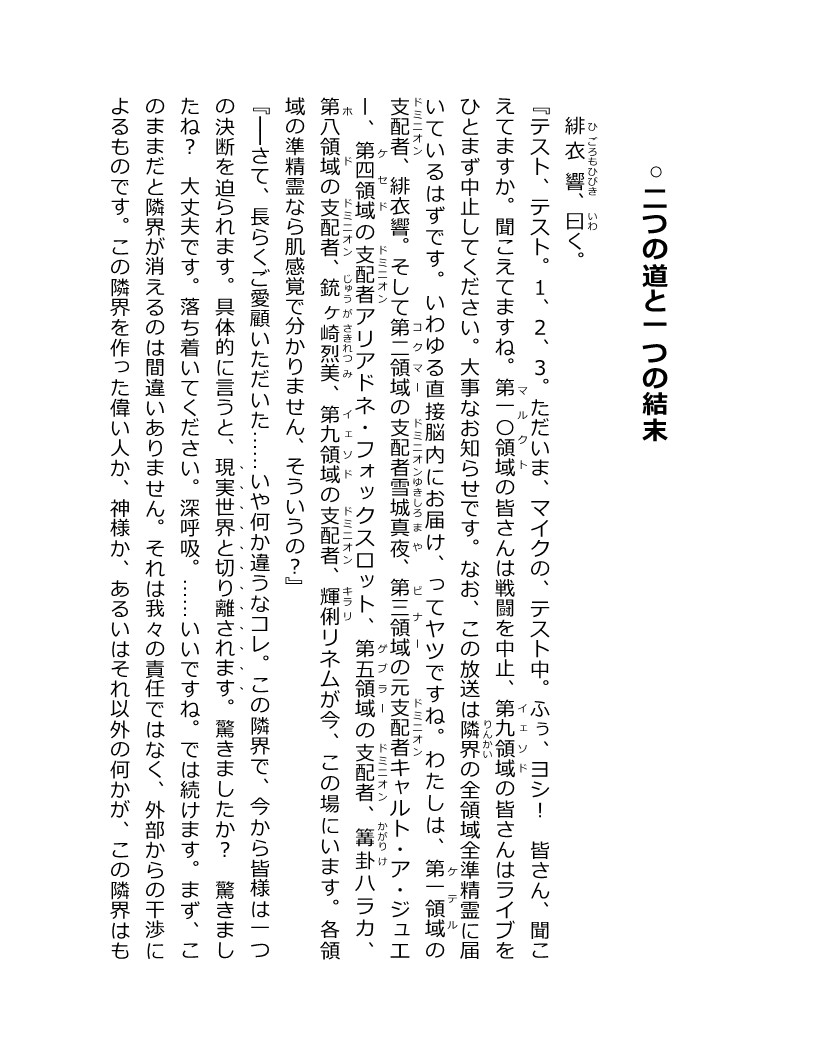 ○二つの道と一つの結末
緋衣響、曰く。
『テスト、テスト。1、2、3。ただいま、マイクの、テスト中。ふぅ、ヨシ！　皆さん、聞こ
えてますか。聞こえてますね。第一〇領域の皆さんは戦闘を中止、第九領域の皆さんはライブを
ひとまず中止してください。大事なお知らせです。なお、この放送は隣界の全領域全準精霊に届
いているはずです。いわゆる直接脳内にお届け、ってヤツですね。わたしは、第一領域の
支配者、緋衣響。そして第二領域の支配者雪城真夜、第三領域の元支配者キャルト・ア・ジュエ
ー、第四領域の支配者アリアドネ・フォックスロット、第五領域の支配者、篝卦ハラカ、
第八領域の支配者、銃ヶ崎烈美、第九領域の支配者、輝俐リネムが今、この場にいます。各領
域の準精霊なら肌感覚で分かりません、そういうの？』
『──さて、長らくご愛顧いただいた……いや何か違うなコレ。この隣界で、今から皆様は一つ
の決断を迫られます。具体的に言うと、現実世界と切り離されます。驚きましたか？　驚きまし
たね？　大丈夫です。落ち着いてください。深呼吸。……いいですね。では続けます。まず、こ
のままだと隣界が消えるのは間違いありません。それは我々の責任ではなく、外部からの干渉に
よるものです。この隣界を作った偉い人か、神様か、あるいはそれ以外の何かが、この隣界はも